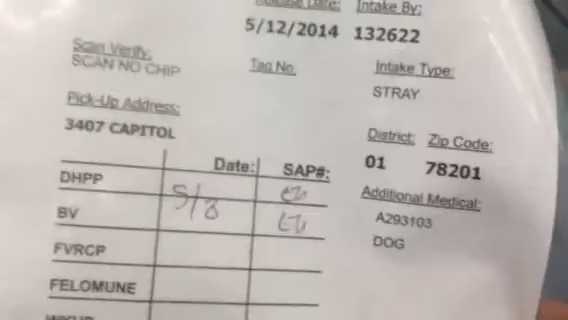 Release Date: Intake By:
5/12/2014 132622
Scan Verify: Tag No. Intake Type:
SCAN NO CHIP STRAY
Pick-Up Address:
3407 CAPITOL
District: Zip Code:
01 78201
Date: SAP#:
DHPP
5/8
BV
Additional Medical:
A293103
DOG
FVRCP
FELOMUNE